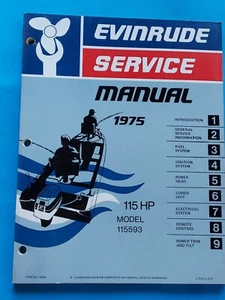 EVINRUDE
SERVICE
MANUAL
1975
INTRODUCTION 1
GENERAL
SERVICE
INFORMATION 2
FUEL
SYSTEM 3
IGNITION
SYSTEM 4
POWER
HEAD 5
LOWER
UNIT 6
ELECTRICAL
SYSTEM 7
REMOTE
CONTROL 8
POWER TRIM
AND TILT 9
115 HP
MODEL
115593